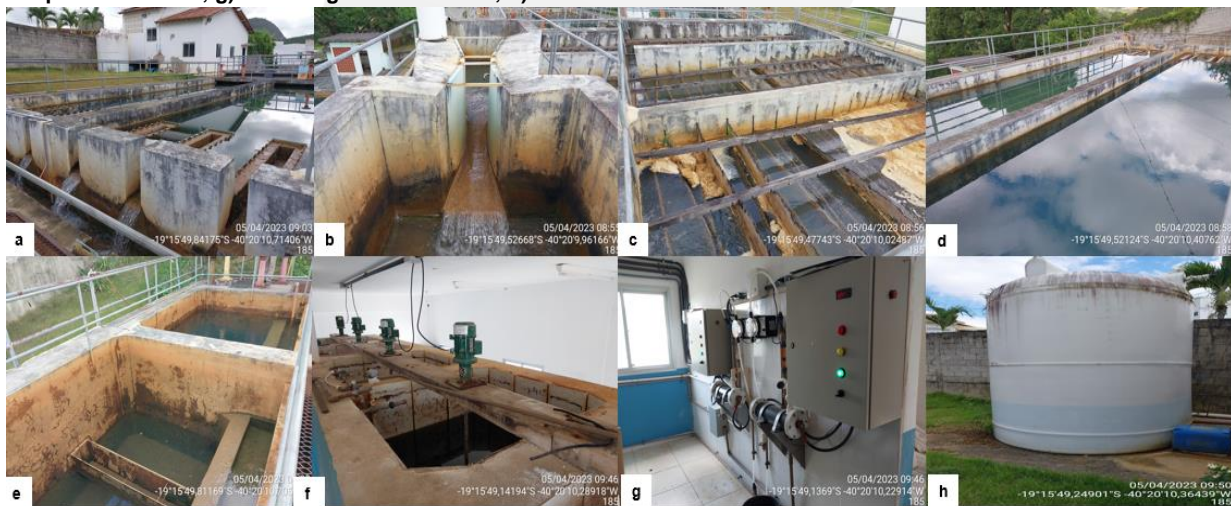 a
05/04/2023 09:03
-19°15'49,84175"S -40°20'10,71406"W
185
b
05/04/2023 08:55
-19°15'49,52668"S -40°20'9,96166"W
185
c
05/04/2023 08:56
-19°15'49,47743"S -40°20'10,02487"W
185
d
05/04/2023 08:58
-19°15'49,52124"S -40°20'10,40762"W
185
e
05/04/2023
185
f
05/04/2023 09:46
-19°15'49,14194"S -40°20'10,28918"W
185
g
05/04/2023 09:46
-19°15'49,1369"S -40°20'10,22914"W
185
h
05/04/2023 09:50
-19°15'49,24901"S -40°20'10,36439"W
185